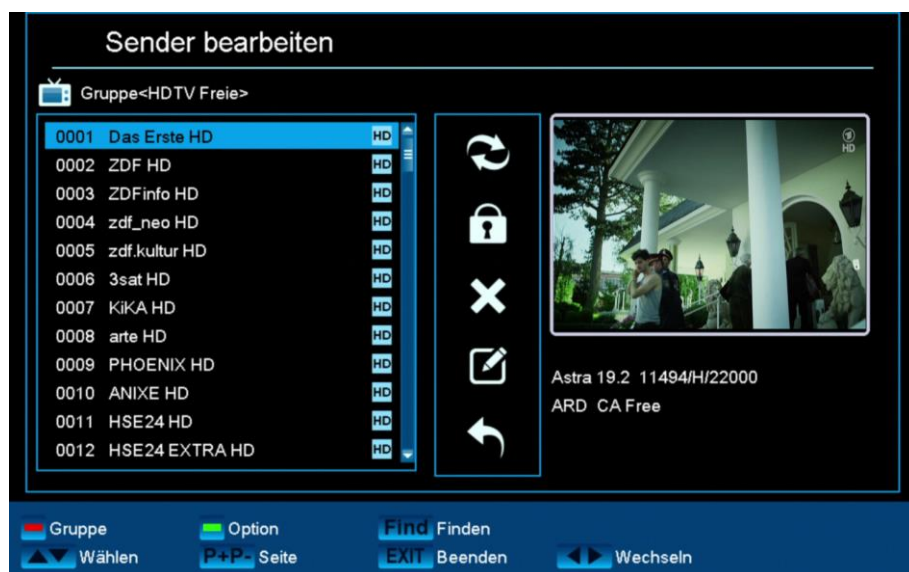 Sender bearbeiten
Gruppe<HDTV Freie>
0001 Das Erste HD HD
0002 ZDF HD HD
0003 ZDFinfo HD HD
0004 zdf_neo HD HD
0005 zdf.kultur HD HD
0006 3sat HD HD
0007 KiKA HD HD
0008 arte HD HD
0009 PHOENIX HD HD
0010 ANIXE HD HD
0011 HSE24 HD HD
0012 HSE24 EXTRA HD HD
1
HD
Astra 19.2 11494/H/22000
ARD CA Free
Gruppe Option Find Finden
Wählen P+P- Seite EXIT Beenden Wechseln